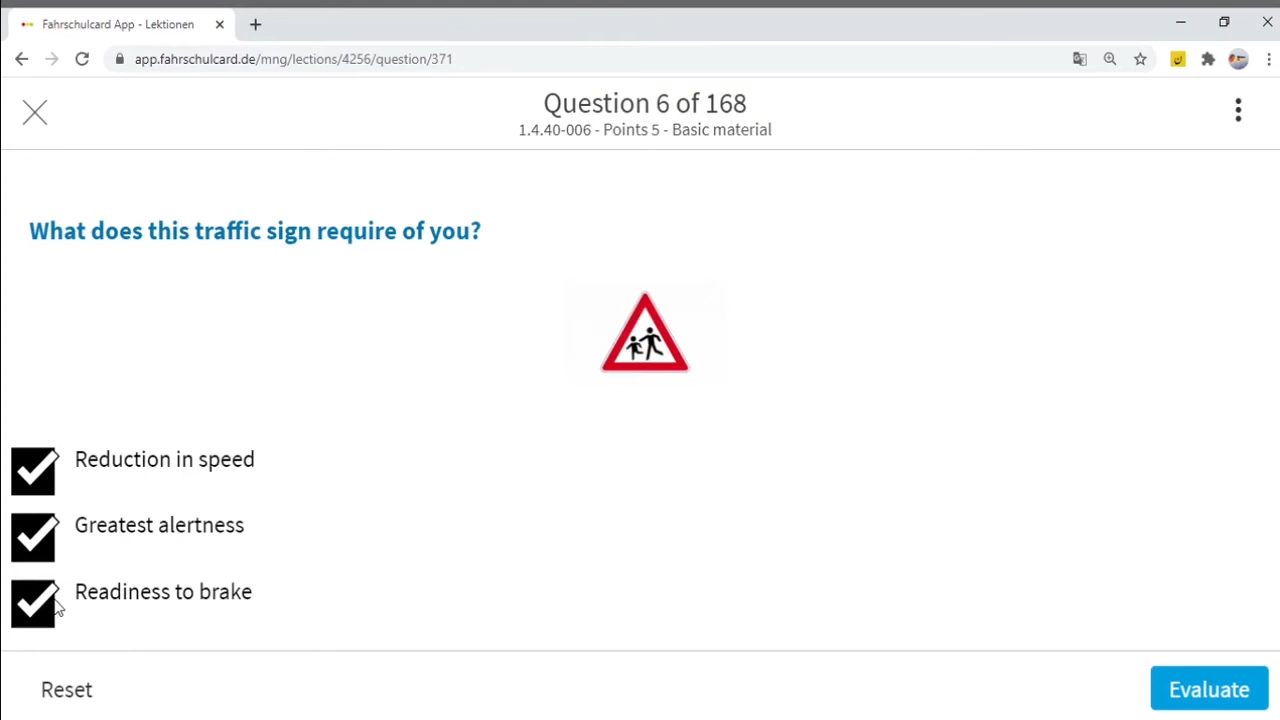 Fahrschulcard App - Lektionen
app.fahrschulcard.de/mng/lections/4256/question/371
Question 6 of 168
1.4.40-006 - Points 5 - Basic material
What does this traffic sign require of you?
Reduction in speed
Greatest alertness
Readiness to brake
Reset
Evaluate